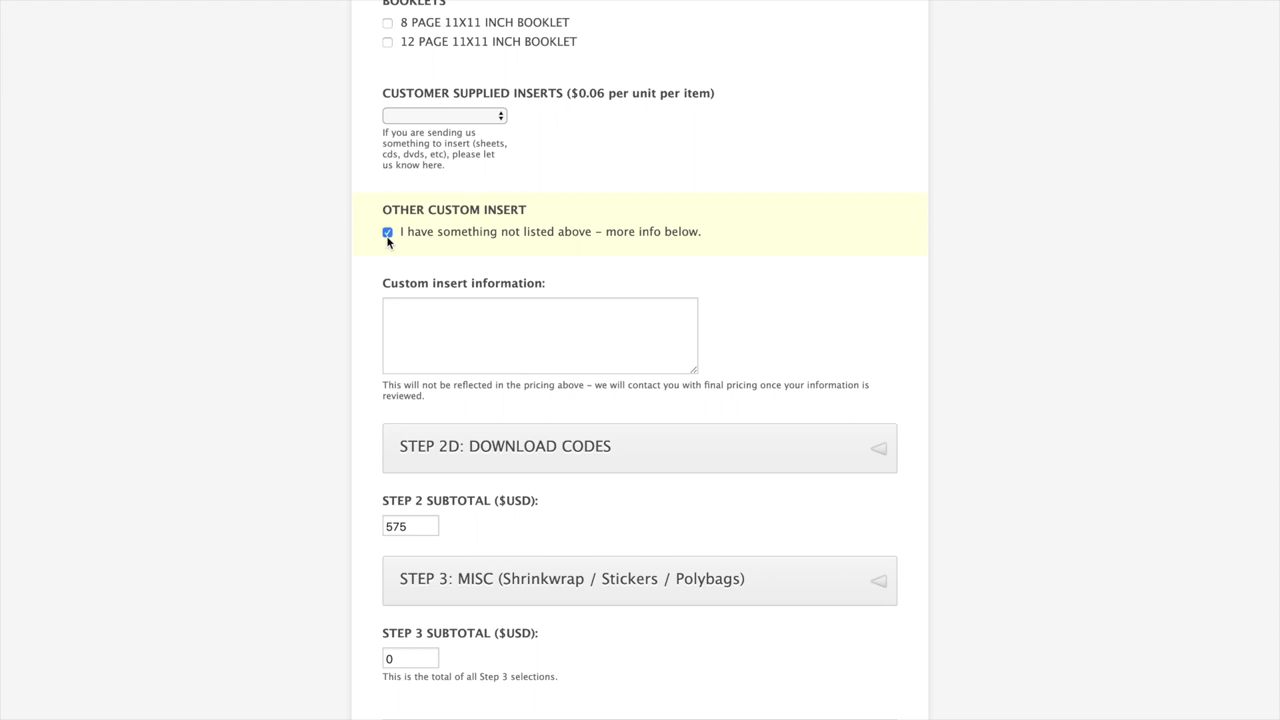 BOOKLETS
8 PAGE 11X11 INCH BOOKLET
12 PAGE 11X11 INCH BOOKLET
CUSTOMER SUPPLIED INSERTS ($0.06 per unit per item)
If you are sending us
something to insert (sheets,
cds, dvds, etc), please let
us know here.
OTHER CUSTOM INSERT
I have something not listed above – more info below.
Custom insert information:
This will not be reflected in the pricing above – we will contact you with final pricing once your information is
reviewed.
STEP 2D: DOWNLOAD CODES
STEP 2 SUBTOTAL ($USD):
575
STEP 3: MISC (Shrinkwrap / Stickers / Polybags)
STEP 3 SUBTOTAL ($USD):
0
This is the total of all Step 3 selections.